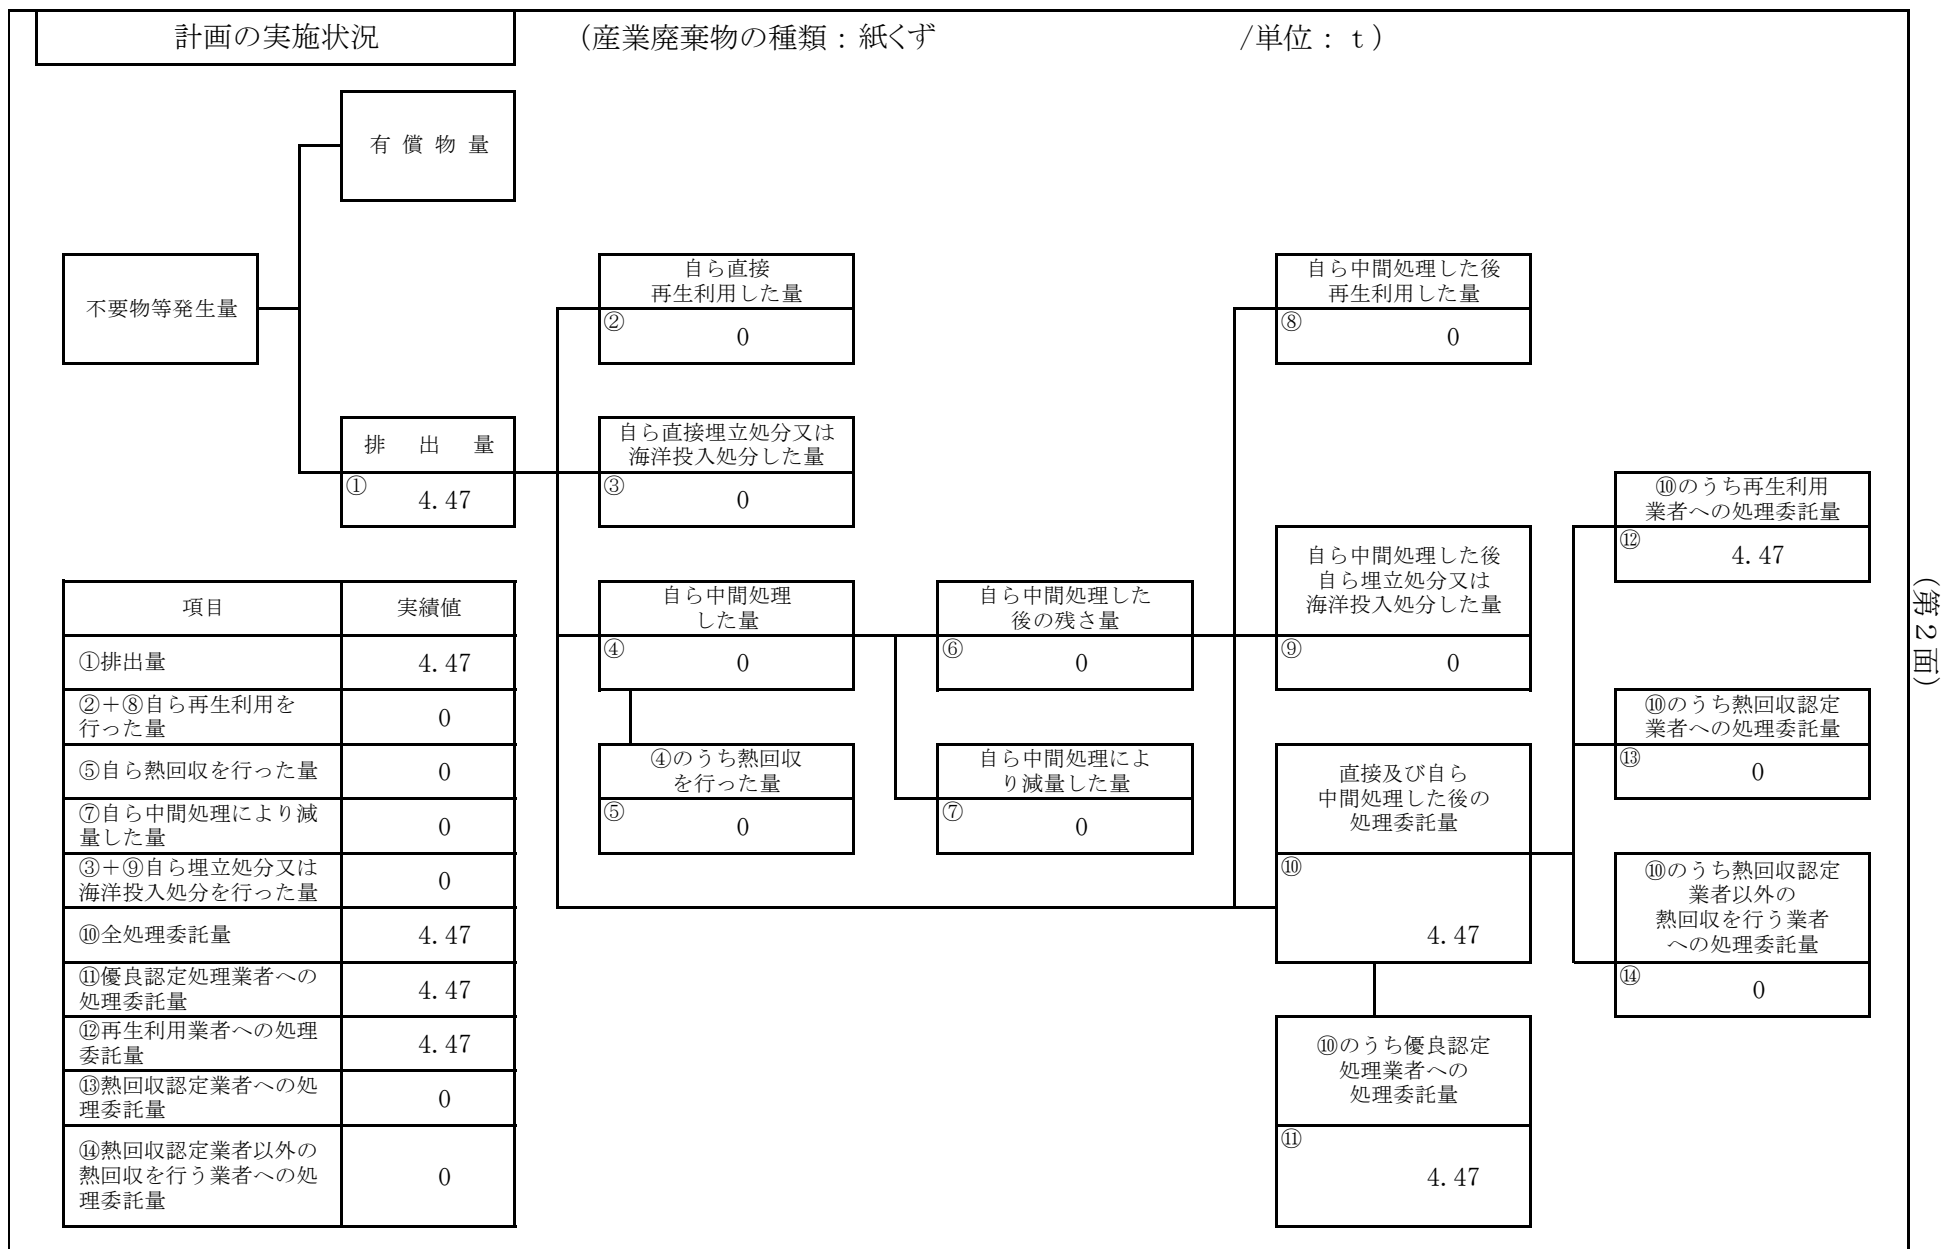 計画の実施状況
（産業廃棄物の種類：紙くず　/単位：ｔ）
有償物量
不要物等発生量
排出量
①
4.47
自ら直接
再生利用した量
②
0
自ら直接埋立処分又は
海洋投入処分した量
③
0
自ら中間処理
した量
④
0
④のうち熱回収
を行った量
⑤
0
自ら中間処理した
後の残さ量
⑥
0
自ら中間処理によ
り減量した量
⑦
0
自ら中間処理した後
再生利用した量
⑧
0
自ら中間処理した後
自ら埋立処分又は
海洋投入処分した量
⑨
0
直接及び自ら
中間処理した後の
処理委託量
⑩
4.47
⑩のうち優良認定
処理業者への
処理委託量
⑪
4.47
⑩のうち再生利用
業者への処理委託量
⑫
4.47
⑩のうち熱回収認定
業者への処理委託量
⑬
0
⑩のうち熱回収認定
業者以外の
熱回収を行う業者
への処理委託量
⑭
0
項目　実績値
①排出量　4.47
②＋⑧自ら再生利用を
行った量　0
⑤自ら熱回収を行った量　0
⑦自ら中間処理により減
量した量　0
③＋⑨自ら埋立処分又は
海洋投入処分を行った量　0
⑩全処理委託量　4.47
⑪優良認定処理業者への
処理委託量　4.47
⑫再生利用業者への処理
委託量　4.47
⑬熱回収認定業者への処
理委託量　0
⑭熱回収認定業者以外の
熱回収を行う業者への処
理委託量　0
（第２面）